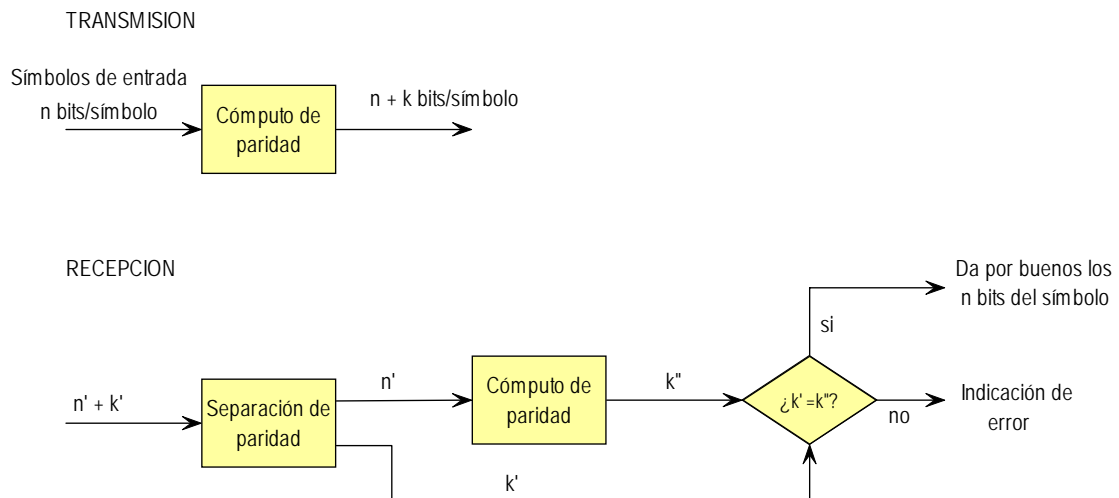 TRANSMISION
Símbolos de entrada
n bits/símbolo
Cómputo de
paridad
n + k bits/símbolo
RECEPCION
n' + k'
Separación de
paridad
n'
Cómputo de
paridad
k"
¿k'=k"?
si
Da por buenos los
n bits del símbolo
no
Indicación de
error
k'